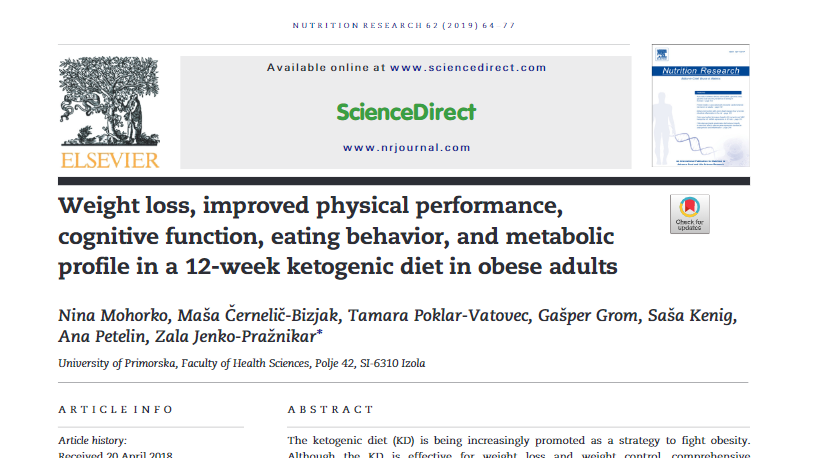 NUTRITION RESEARCH 62 (2019) 64–77
Available online at www.sciencedirect.com
ScienceDirect
www.nrjournal.com
ELSEVIER
Nutrition Research
Weight loss, improved physical performance,
cognitive function, eating behavior, and metabolic
profile in a 12-week ketogenic diet in obese adults
Check for
updates
Nina Mohorko, Maša Černelič-Bizjak, Tamara Poklar-Vatovec, Gašper Grom, Saša Kenig,
Ana Petelin, Zala Jenko-Pražnikar*
University of Primorska, Faculty of Health Sciences, Polje 42, SI-6310 Izola
ARTICLE INFO
ABSTRACT
Article history:
Received 20 April 2018
The ketogenic diet (KD) is being increasingly promoted as a strategy to fight obesity.
Although the KD is effective for weight loss and weight control, comprehensive